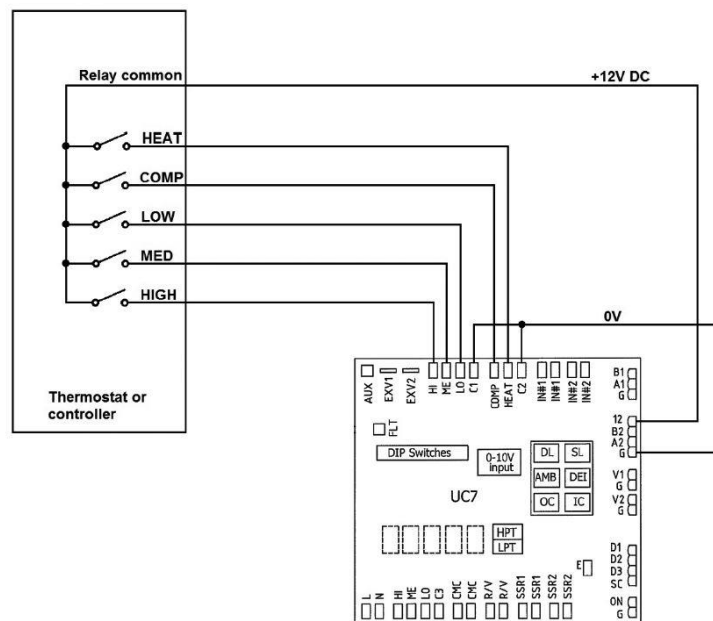 Relay common
+12V DC
HEAT
COMP
LOW
MED
HIGH
0V
Thermostat or
controller
AUX
EXV1
EXV2
HI
ME
LO
C1
COMP
HEAT
C2
IN#1
IN#1
IN#2
IN#2
B1
A1
G
FLT
12
B2
A2
G
DIP Switches
0-10V
input
DL
SL
AMB
DEI
OC
IC
UC7
V1
G
V2
G
HPT
LPT
E
D1
D2
D3
SC
ON
G
L
N
HI
ME
LO
C3
CMC
CMC
R/V
R/V
SSR1
SSR1
SSR2
SSR2